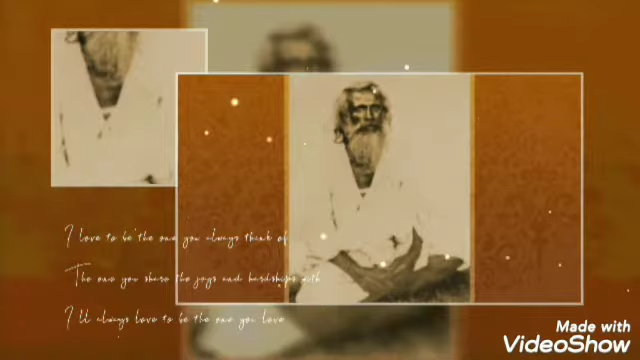 I love to be the one you always think of
The one you share the joys and hardships with
I'll always love to be the one you love
Made with
VideoShow